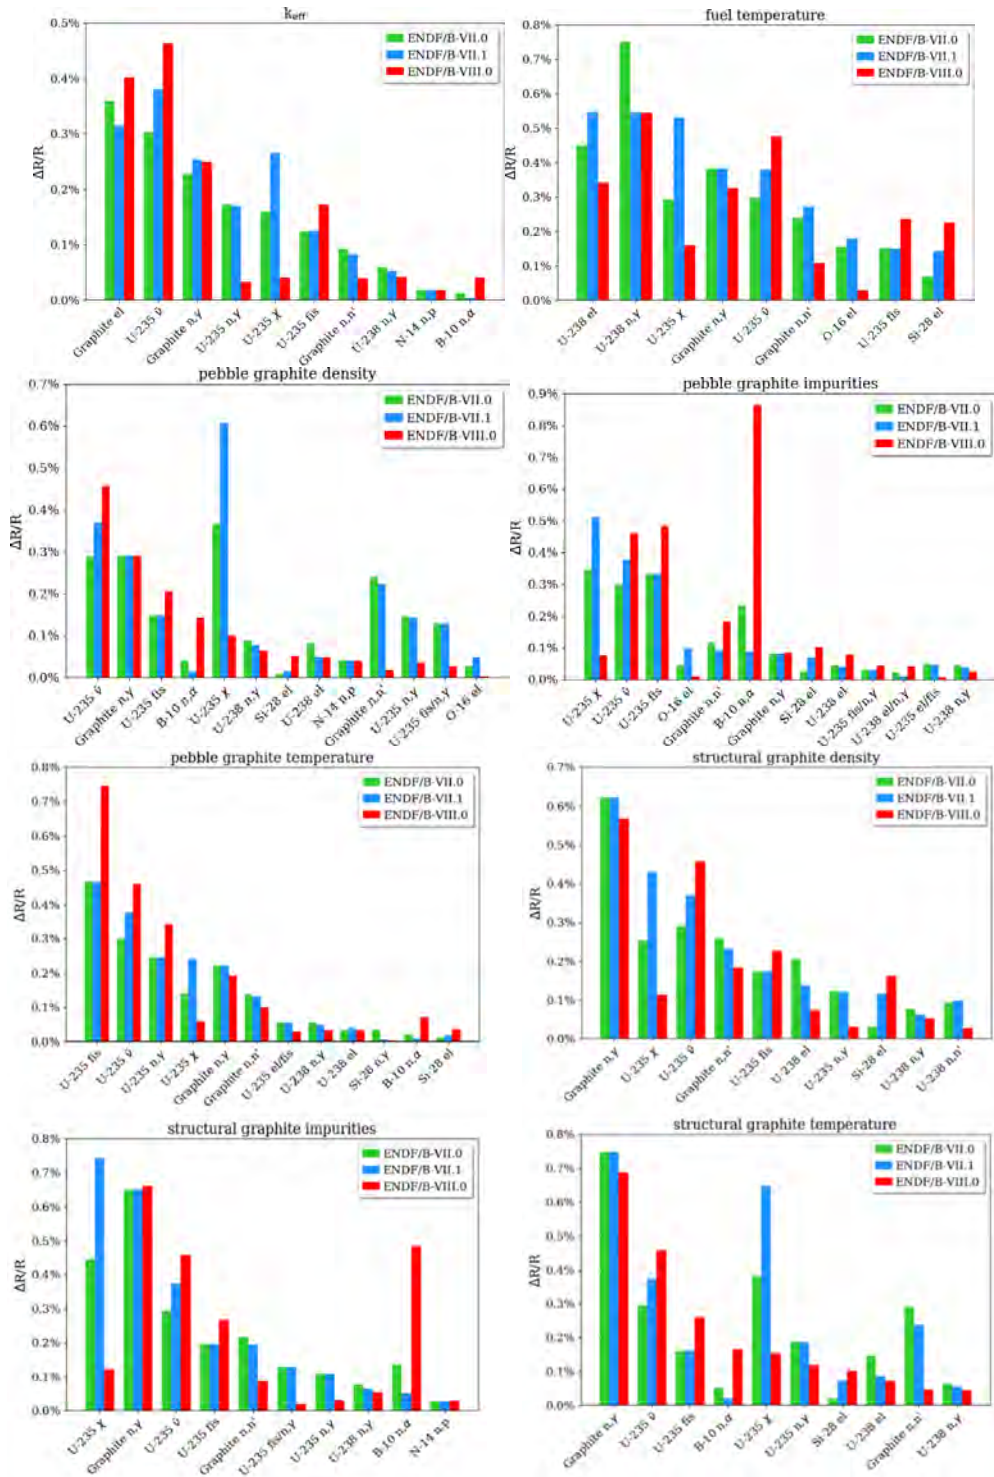 k_eff
0.5%
0.4%
0.3%
0.2%
0.1%
0.0%
ΔR/R
ENDF/B-VII.0
ENDF/B-VII.1
ENDF/B-VIII.0
Graphite el
U-235 ν̄
Graphite n,γ
U-235 n,γ
U-235 χ
U-235 fis
Graphite n,n'
U-238 n,γ
N-14 n,p
B-10 n,α
fuel temperature
0.8%
0.7%
0.6%
0.5%
0.4%
0.3%
0.2%
0.1%
0.0%
ΔR/R
ENDF/B-VII.0
ENDF/B-VII.1
ENDF/B-VIII.0
U-238 el
U-238 n,γ
U-235 χ
Graphite n,γ
U-235 ν̄
Graphite n,n'
O-16 el
U-235 fis
Si-28 el
pebble graphite density
0.7%
0.6%
0.5%
0.4%
0.3%
0.2%
0.1%
0.0%
ΔR/R
ENDF/B-VII.0
ENDF/B-VII.1
ENDF/B-VIII.0
U-235 ν̄
Graphite n,γ
U-235 fis
B-10 n,α
U-235 χ
U-238 n,γ
Si-28 el
U-238 el
N-14 n,p
Graphite n,n'
U-235 n,γ
U-235 fis/n,γ
O-16 el
pebble graphite impurities
0.9%
0.8%
0.7%
0.6%
0.5%
0.4%
0.3%
0.2%
0.1%
0.0%
ΔR/R
ENDF/B-VII.0
ENDF/B-VII.1
ENDF/B-VIII.0
U-235 χ
U-235 ν̄
U-235 fis
O-16 el
Graphite n,n'
B-10 n,α
Graphite n,γ
Si-28 el
U-238 el
U-235 fis/n,γ
U-238 el/n,γ
U-235 el/fis
U-238 n,γ
pebble graphite temperature
0.8%
0.7%
0.6%
0.5%
0.4%
0.3%
0.2%
0.1%
0.0%
ΔR/R
ENDF/B-VII.0
ENDF/B-VII.1
ENDF/B-VIII.0
U-235 fis
U-235 ν̄
U-235 n,γ
U-235 χ
Graphite n,γ
Graphite n,n'
U-235 el/fis
U-238 n,γ
U-238 el
Si-28 n,γ
B-10 n,α
Si-28 el
structural graphite density
0.7%
0.6%
0.5%
0.4%
0.3%
0.2%
0.1%
0.0%
ΔR/R
ENDF/B-VII.0
ENDF/B-VII.1
ENDF/B-VIII.0
Graphite n,γ
U-235 χ
U-235 ν̄
Graphite n,n'
U-235 fis
U-238 el
U-235 n,γ
Si-28 el
U-238 n,γ
U-238 n,n'
structural graphite impurities
0.8%
0.7%
0.6%
0.5%
0.4%
0.3%
0.2%
0.1%
0.0%
ΔR/R
ENDF/B-VII.0
ENDF/B-VII.1
ENDF/B-VIII.0
U-235 χ
Graphite n,γ
U-235 ν̄
U-235 fis
Graphite n,n'
U-235 fis/n,γ
U-235 n,γ
U-238 n,γ
B-10 n,α
N-14 n,p
structural graphite temperature
0.8%
0.7%
0.6%
0.5%
0.4%
0.3%
0.2%
0.1%
0.0%
ΔR/R
ENDF/B-VII.0
ENDF/B-VII.1
ENDF/B-VIII.0
Graphite n,γ
U-235 ν̄
U-235 fis
B-10 n,α
U-235 χ
U-235 n,γ
Si-28 el
U-238 el
Graphite n,n'
U-238 n,γ